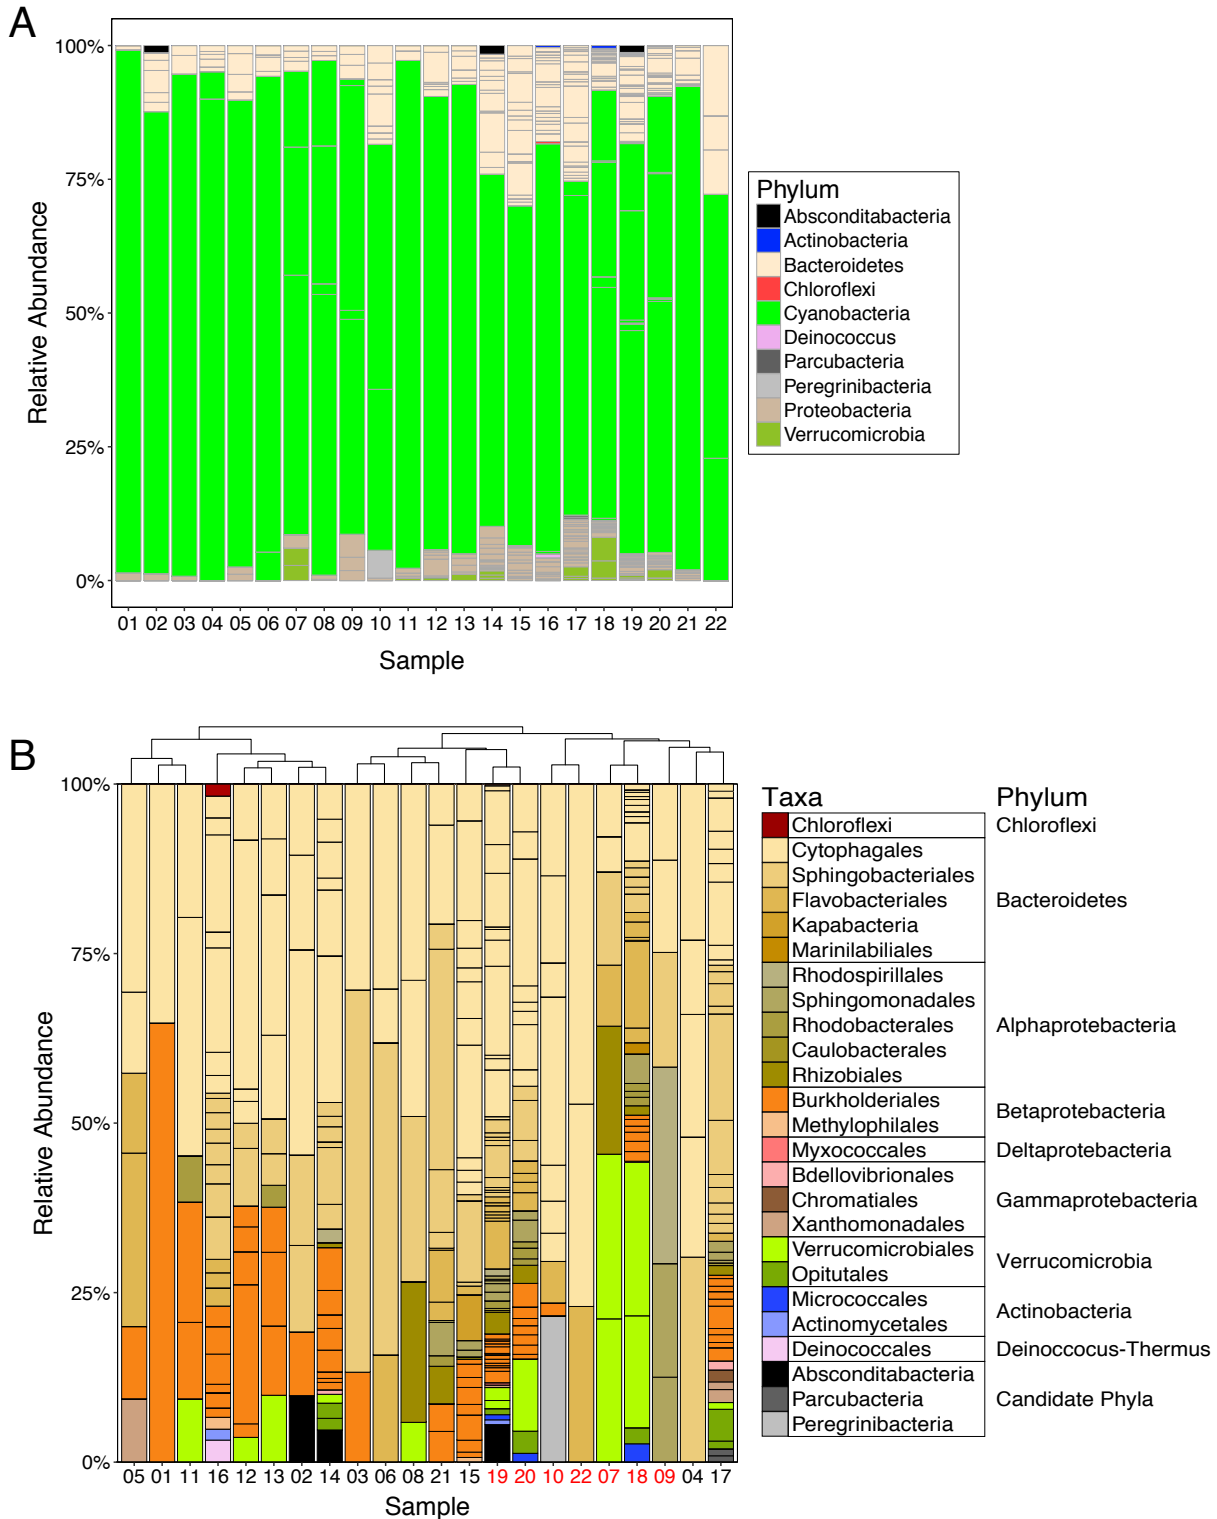 A
100%
75%
50%
25%
0%
Relative Abundance
01 02 03 04 05 06 07 08 09 10 11 12 13 14 15 16 17 18 19 20 21 22
Sample
Phylum
Absconditabacteria
Actinobacteria
Bacteroidetes
Chloroflexi
Cyanobacteria
Deinococcus
Parcubacteria
Peregrinibacteria
Proteobacteria
Verrucomicrobia
B
100%
75%
50%
25%
0%
Relative Abundance
05 01 11 16 12 13 02 14 03 06 08 21 15 19 20 10 22 07 18 09 04 17
Sample
Taxa Phylum
Chloroflexi Chloroflexi
Cytophagales
Sphingobacteriales
Flavobacteriales Bacteroidetes
Kapabacteria
Marinilabiliales
Rhodospirillales
Sphingomonadales
Rhodobacterales Alphaprotebacteria
Caulobacterales
Rhizobiales
Burkholderiales
Betaprotebacteria
Methylophilales
Myxococcales Deltaprotebacteria
Bdellovibrionales
Chromatiales Gammaprotebacteria
Xanthomonadales
Verrucomicrobiales
Verrucomicrobia
Opitutales
Micrococcales
Actinobacteria
Actinomycetales
Deinococcales Deinoccocus-Thermus
Absconditabacteria
Parcubacteria Candidate Phyla
Peregrinibacteria